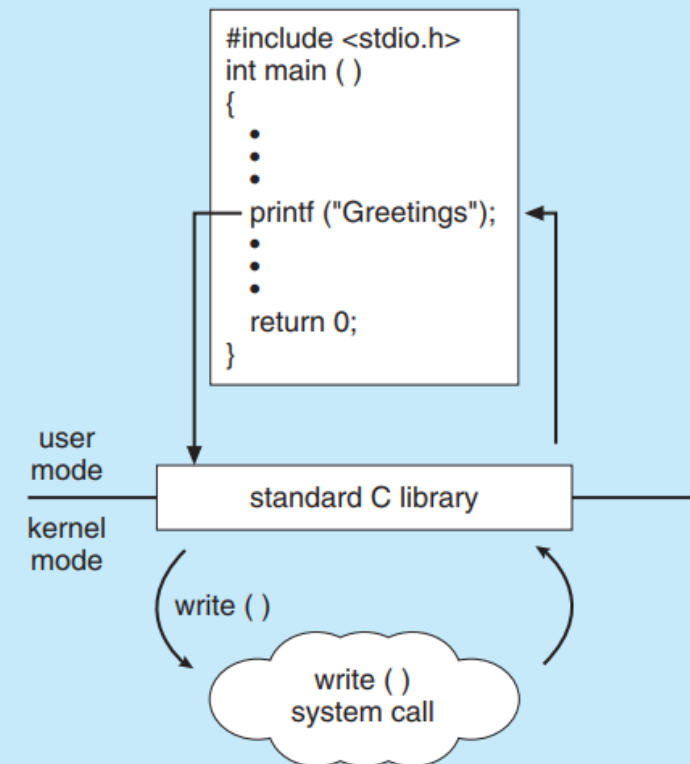 #include <stdio.h>
int main ( )
{
•
•
•
printf ("Greetings");
•
•
•
return 0;
}
user
mode
standard C library
kernel
mode
write ( )
write ( )
system call